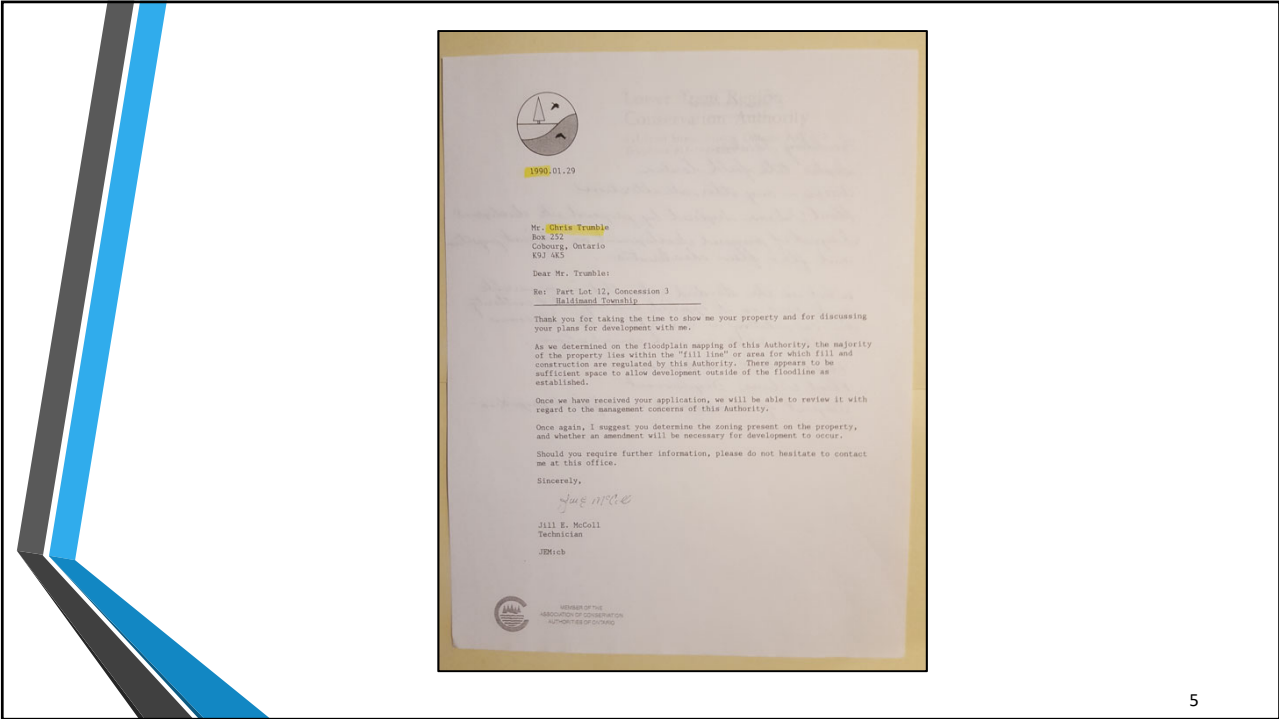 1990.01.29
Mr. Chris Trumble
Box 252
Cobourg, Ontario
K9J 4K5
Dear Mr. Trumble:
Re: Part Lot 12, Concession 3
Haldimand Township
Thank you for taking the time to show me your property and for discussing
your plans for development with me.
As we determined on the floodplain mapping of this Authority, the majority
of the property lies within the "fill line" or area for which fill and
construction are regulated by this Authority. There appears to be
sufficient space to allow development outside of the floodline as
established.
Once we have received your application, we will be able to review it with
regard to the management concerns of this Authority.
Once again, I suggest you determine the zoning present on the property,
and whether an amendment will be necessary for development to occur.
Should you require further information, please do not hesitate to contact
me at this office.
Sincerely,
Jill E. McColl
Technician
JEM:cb
MEMBER OF THE
ASSOCIATION OF CONSERVATION
AUTHORITIES OF ONTARIO
5